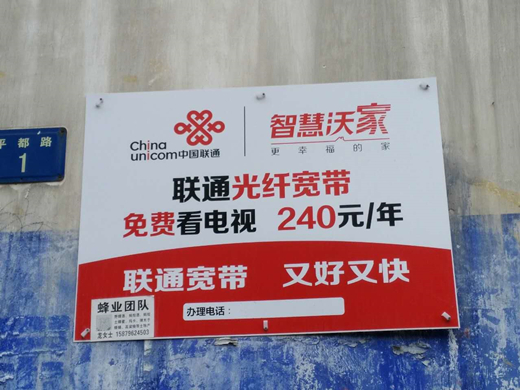 平都路
1
China
unicom中国联通
智慧沃家
更幸福的家
联通光纤宽带
免费看电视 240元/年
联通宽带 又好又快
蜂业团队
办理电话：